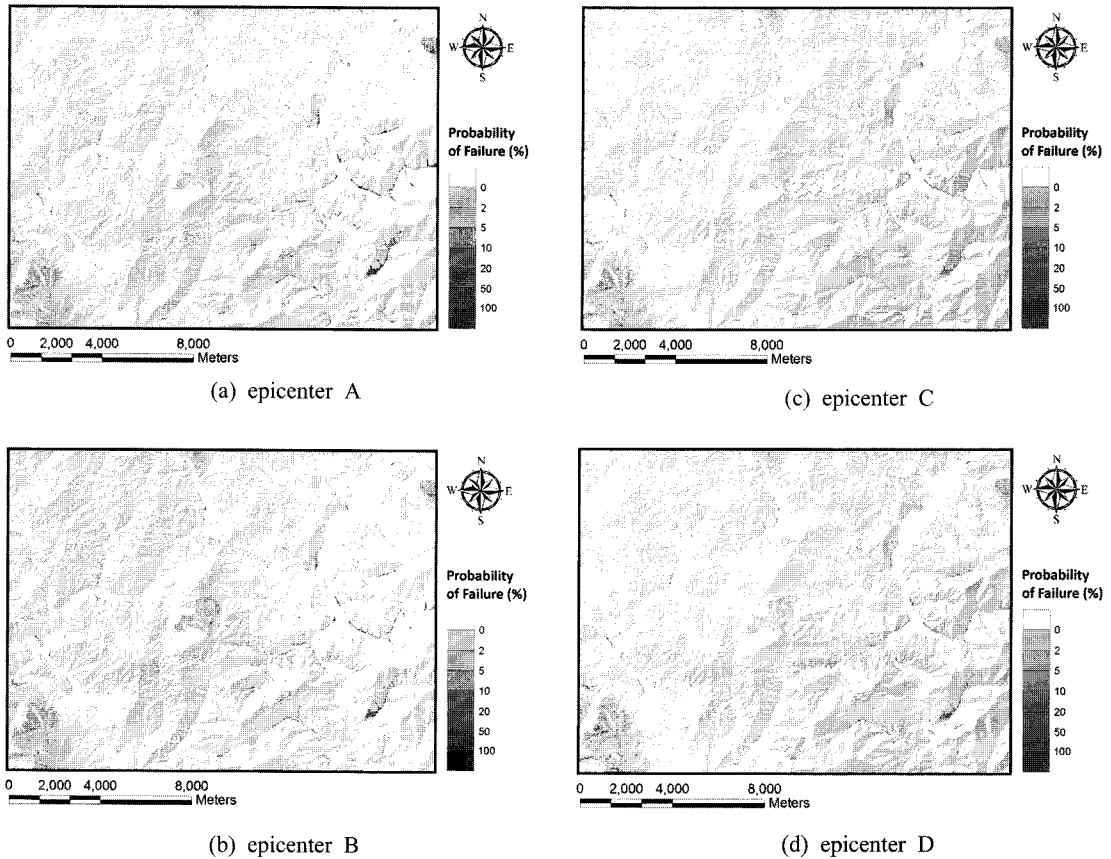 N
W E
S
Probability
of Failure (%)
0
2
5
10
20
50
100
0 2,000 4,000 8,000
Meters
(a) epicenter A
N
W E
S
Probability
of Failure (%)
0
2
5
10
20
50
100
0 2,000 4,000 8,000
Meters
(c) epicenter C
N
W E
S
Probability
of Failure (%)
0
2
5
10
20
50
100
0 2,000 4,000 8,000
Meters
(b) epicenter B
N
W E
S
Probability
of Failure (%)
0
2
5
10
20
50
100
0 2,000 4,000 8,000
Meters
(d) epicenter D